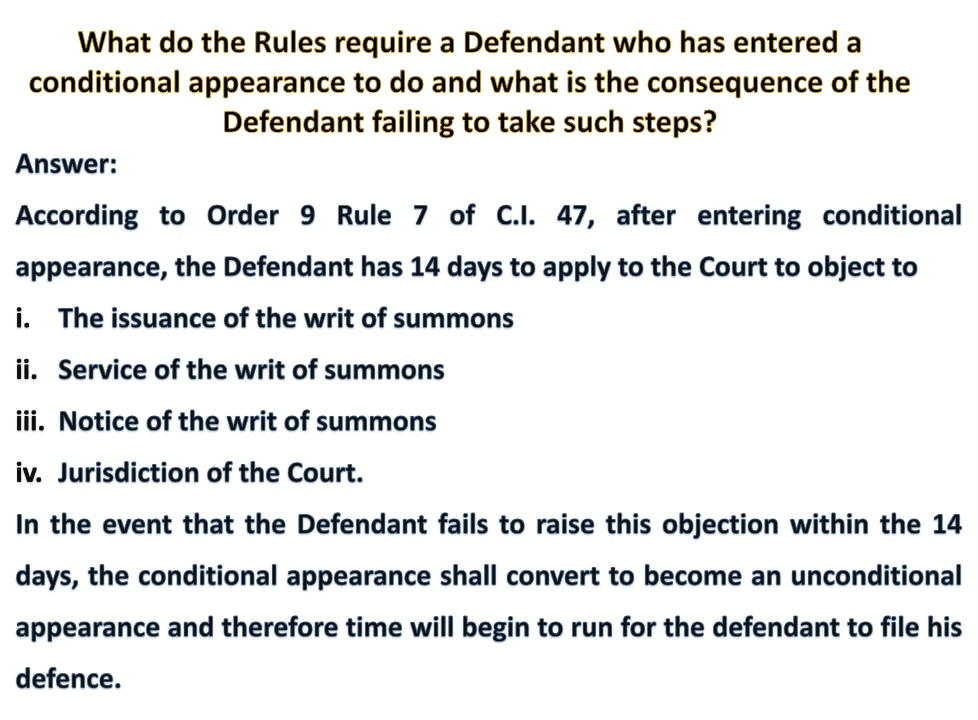 What do the Rules require a Defendant who has entered a
conditional appearance to do and what is the consequence of the
Defendant failing to take such steps?
Answer:
According to Order 9 Rule 7 of C.I. 47, after entering conditional
appearance, the Defendant has 14 days to apply to the Court to object to
i. The issuance of the writ of summons
ii. Service of the writ of summons
iii. Notice of the writ of summons
iv. Jurisdiction of the Court.
In the event that the Defendant fails to raise this objection within the 14
days, the conditional appearance shall convert to become an unconditional
appearance and therefore time will begin to run for the defendant to file his
defence.